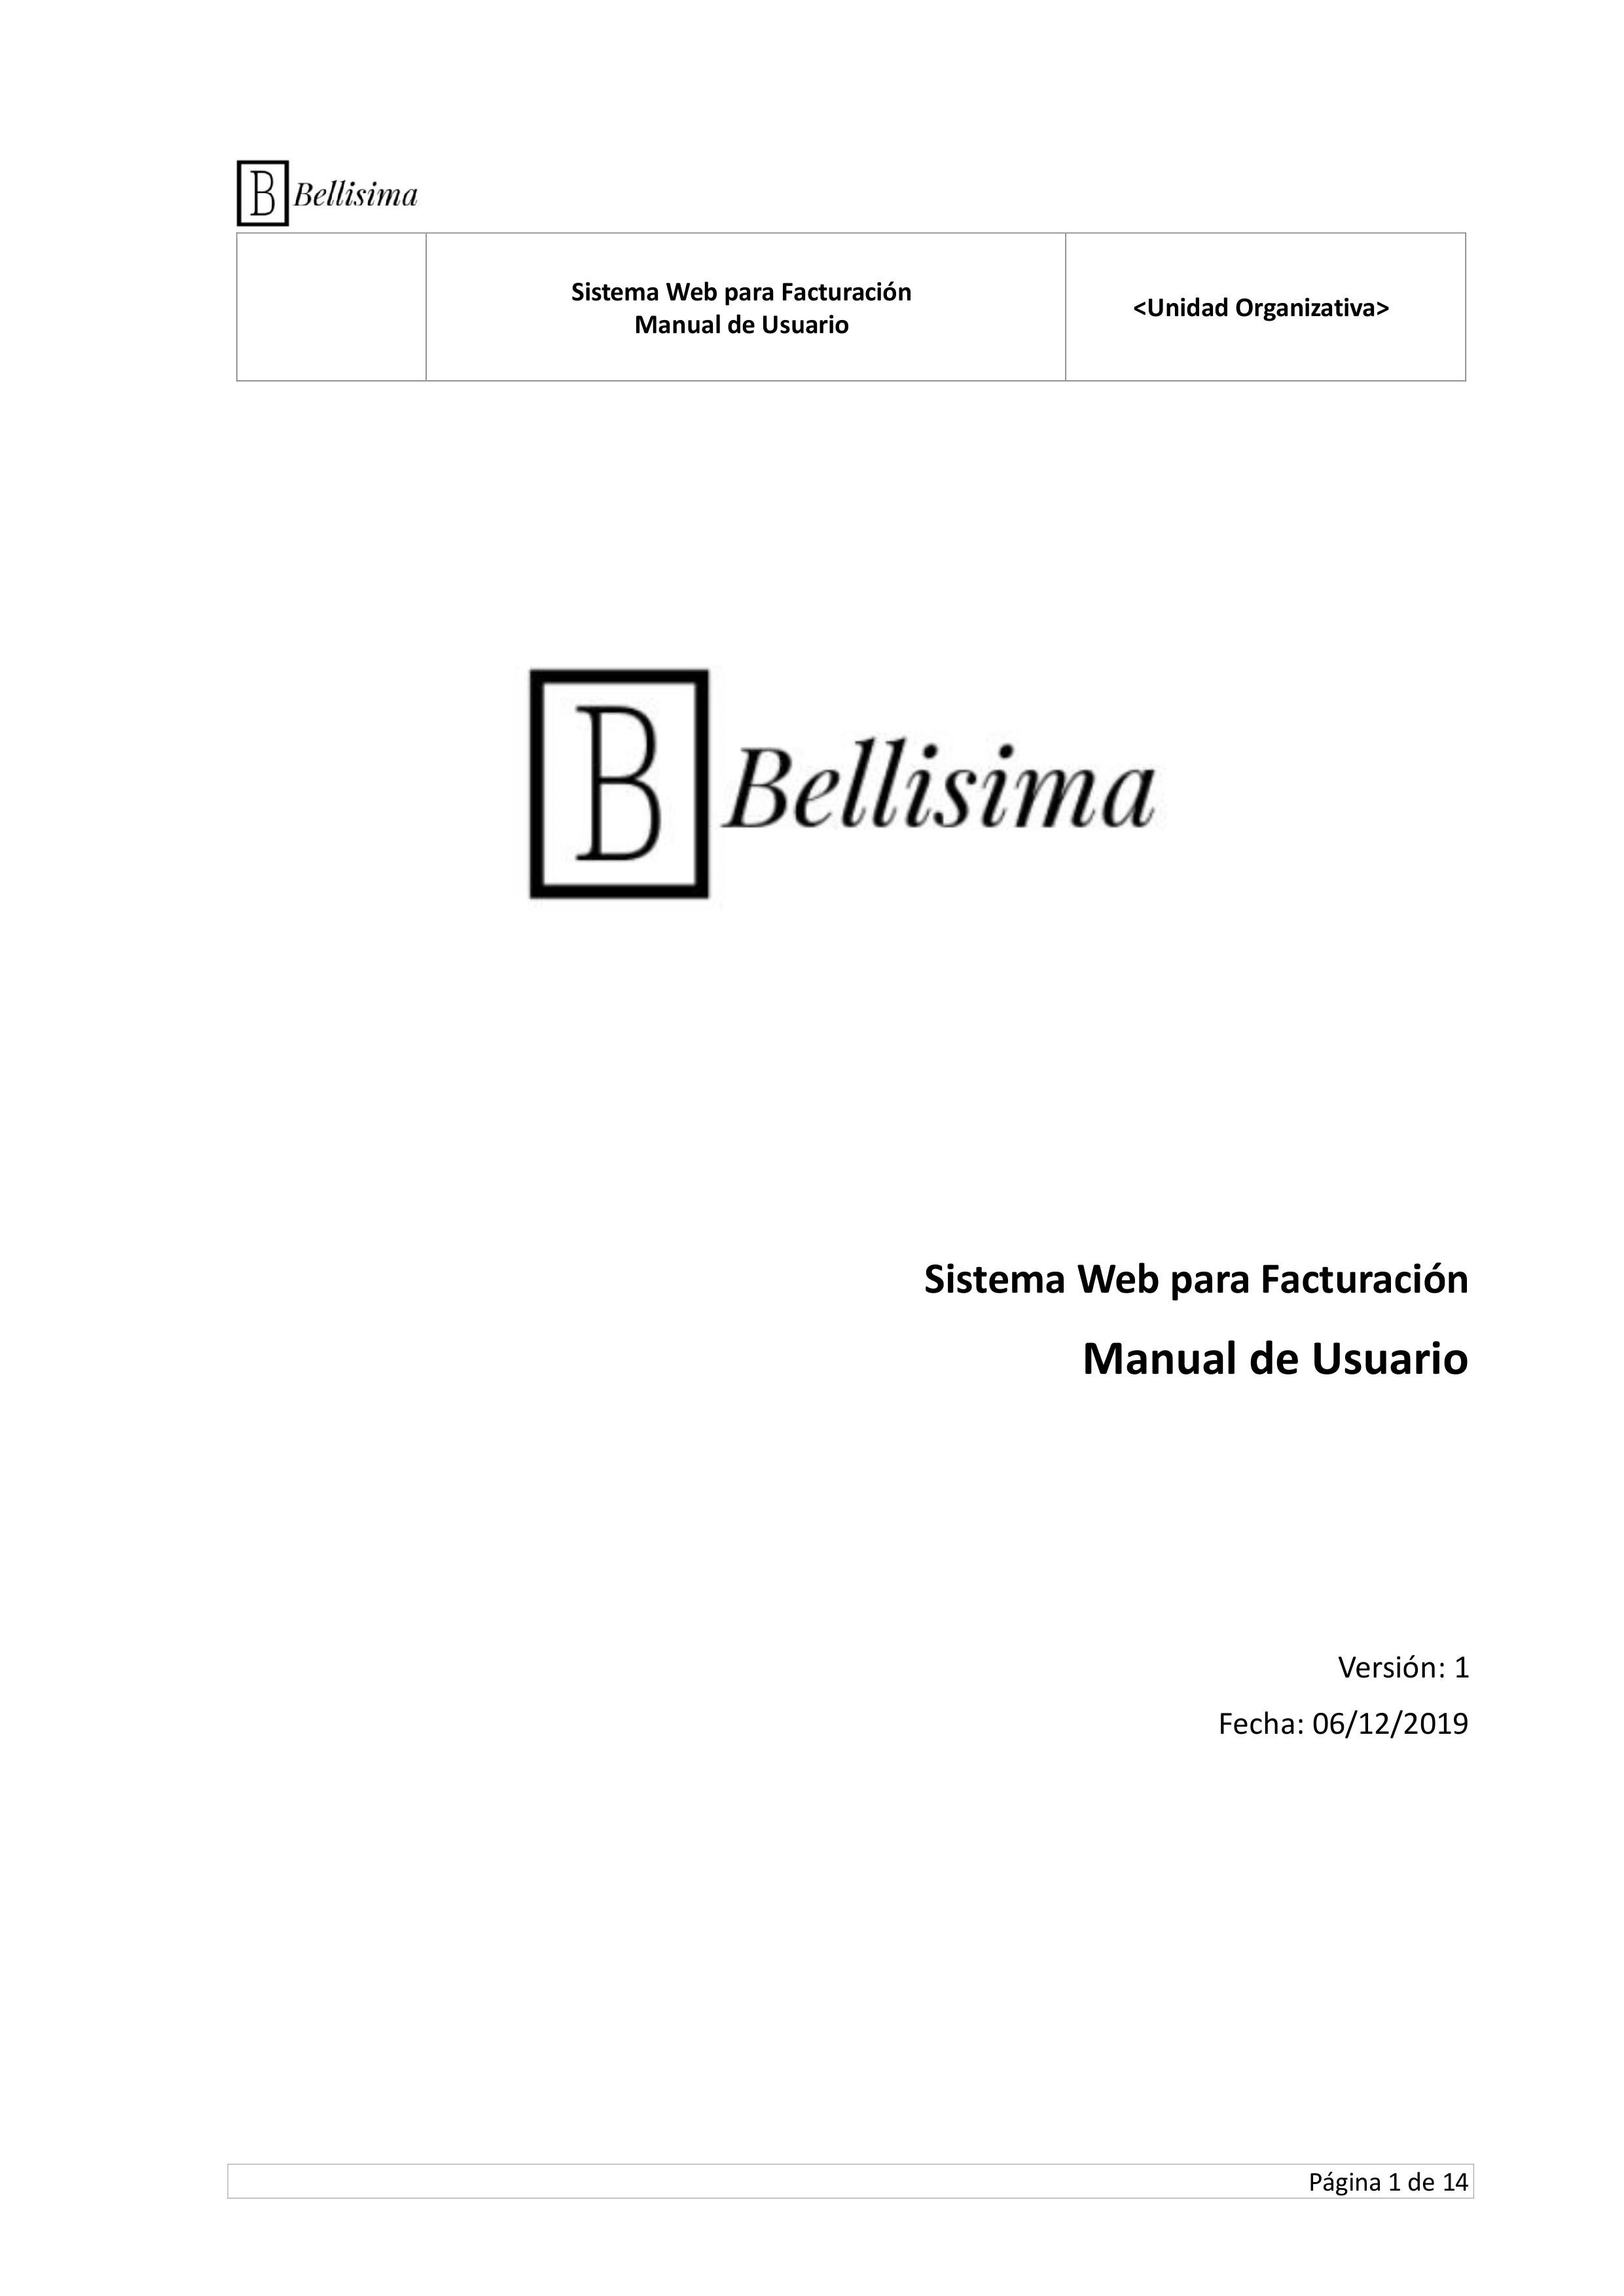 B Bellisima
Sistema Web para Facturación
Manual de Usuario
<Unidad Organizativa>
B Bellisima
Sistema Web para Facturación
Manual de Usuario
Versión: 1
Fecha: 06/12/2019
Página 1 de 14